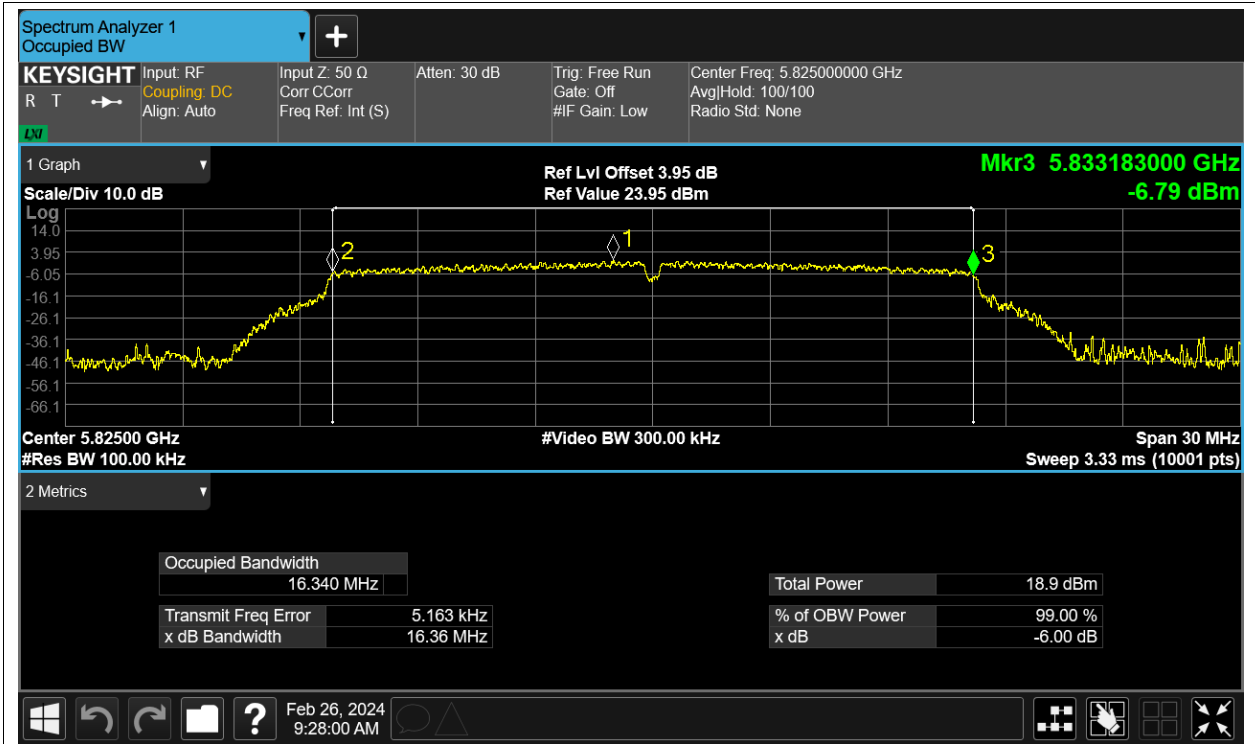 Spectrum Analyzer 1
Occupied BW
KEYSIGHT
R T
LXI
Input: RF
Coupling: DC
Align: Auto
Input Z: 50 Ω
Corr CCorr
Freq Ref: Int (S)
Atten: 30 dB
Trig: Free Run
Gate: Off
#IF Gain: Low
Center Freq: 5.825000000 GHz
Avg|Hold: 100/100
Radio Std: None
1 Graph
Scale/Div 10.0 dB
Ref Lvl Offset 3.95 dB
Ref Value 23.95 dBm
Mkr3 5.833183000 GHz
-6.79 dBm
Log
14.0
3.95
-6.05
-16.1
-26.1
-36.1
-46.1
-56.1
-66.1
2
1
3
Center 5.82500 GHz
#Video BW 300.00 kHz
Span 30 MHz
#Res BW 100.00 kHz
Sweep 3.33 ms (10001 pts)
2 Metrics
Occupied Bandwidth
16.340 MHz
Transmit Freq Error 5.163 kHz
x dB Bandwidth 16.36 MHz
Total Power 18.9 dBm
% of OBW Power 99.00 %
x dB -6.00 dB
?
Feb 26, 2024
9:28:00 AM